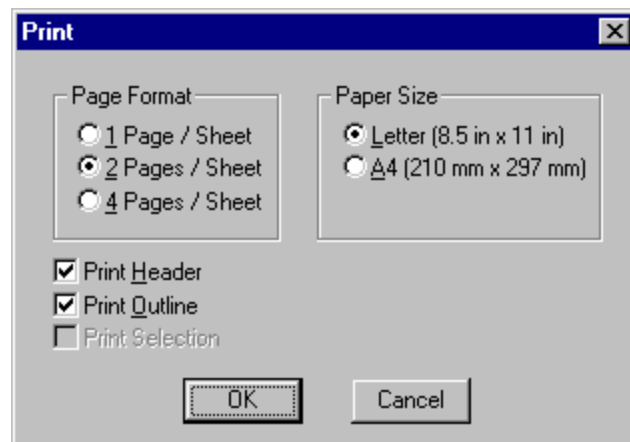 Print
Page Format
1 Page / Sheet
2 Pages / Sheet
4 Pages / Sheet
Paper Size
Letter (8.5 in x 11 in)
A4 (210 mm x 297 mm)
Print Header
Print Outline
Print Selection
OK
Cancel